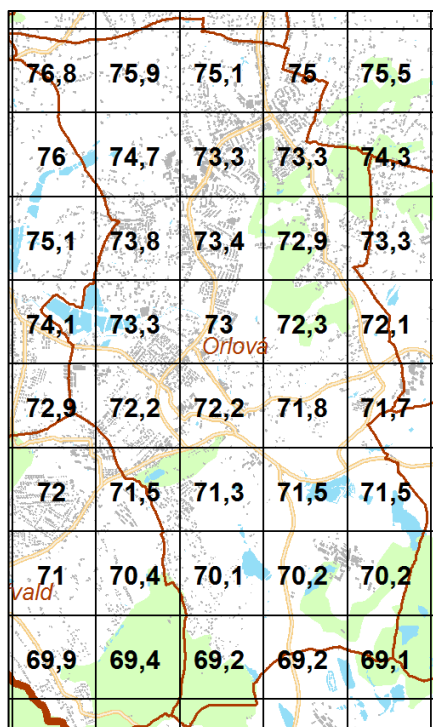 76,8 75,9 75,1 75 75,5
76 74,7 73,3 73,3 74,3
75,1 73,8 73,4 72,9 73,3
74,1 73,3 73 72,3 72,1
Orlová
72,9 72,2 72,2 71,8 71,7
72 71,5 71,3 71,5 71,5
71 70,4 70,1 70,2 70,2
vald
69,9 69,4 69,2 69,2 69,1